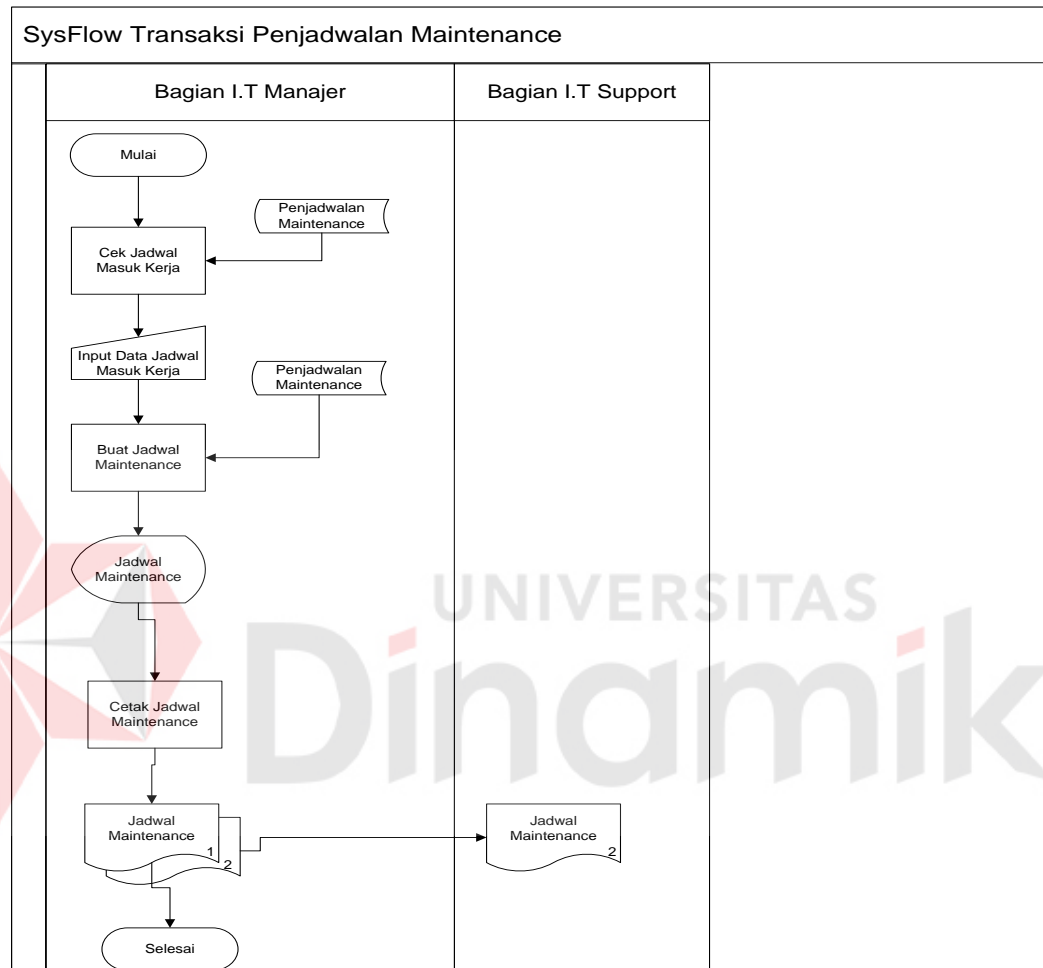 SysFlow Transaksi Penjadwalan Maintenance
Bagian I.T Manajer
Bagian I.T Support
Mulai
Penjadwalan
Maintenance
Cek Jadwal
Masuk Kerja
Input Data Jadwal
Masuk Kerja
Penjadwalan
Maintenance
Buat Jadwal
Maintenance
Jadwal
Maintenance
UNIVERSITAS
Dinamika
Cetak Jadwal
Maintenance
Jadwal
Maintenance
1
2
Jadwal
Maintenance
2
Selesai